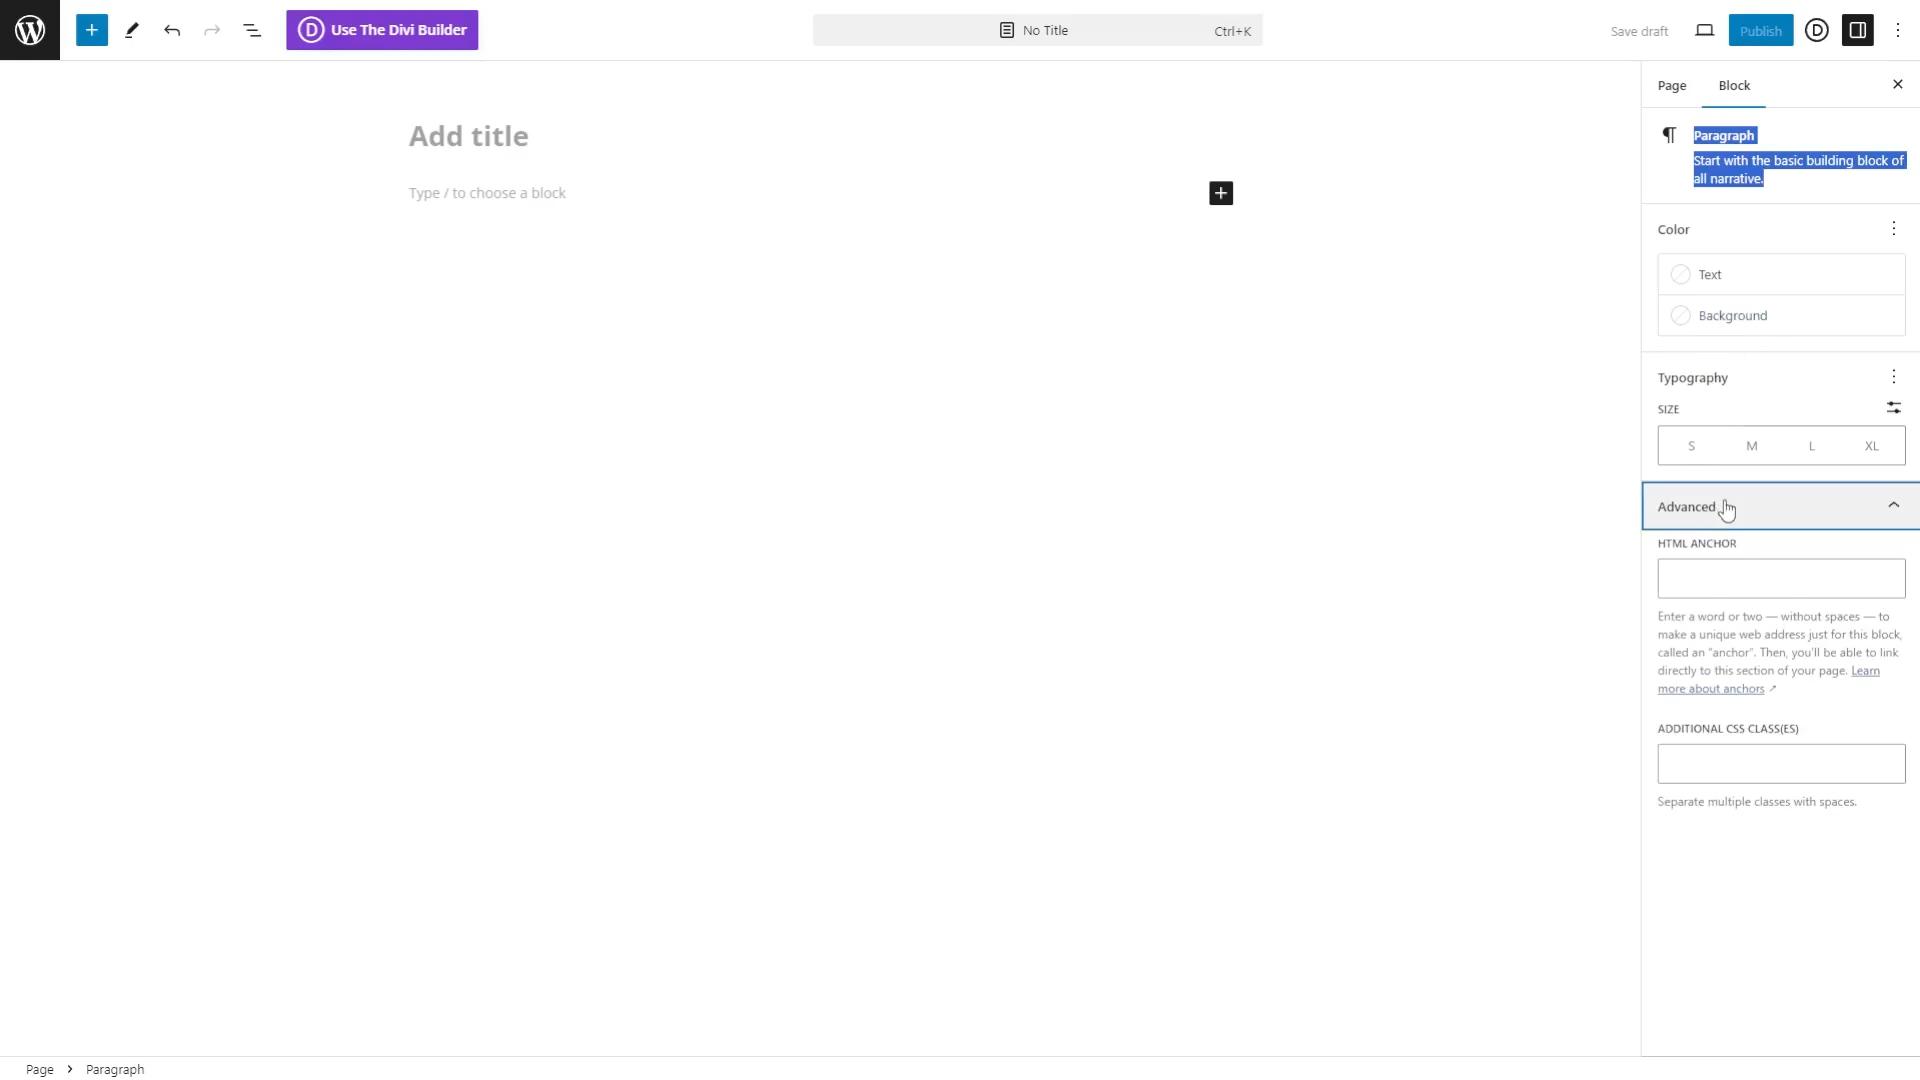 Use The Divi Builder
No Title
Ctrl+K
Save draft
Publish
Page
Block
Add title
Type / to choose a block
Paragraph
Start with the basic building block of
all narrative.
Color
Text
Background
Typography
SIZE
S M L XL
Advanced
HTML ANCHOR
Enter a word or two — without spaces — to
make a unique web address just for this block,
called an “anchor”. Then, you’ll be able to link
directly to this section of your page. Learn
more about anchors ↗
ADDITIONAL CSS CLASS(ES)
Separate multiple classes with spaces.
Page › Paragraph